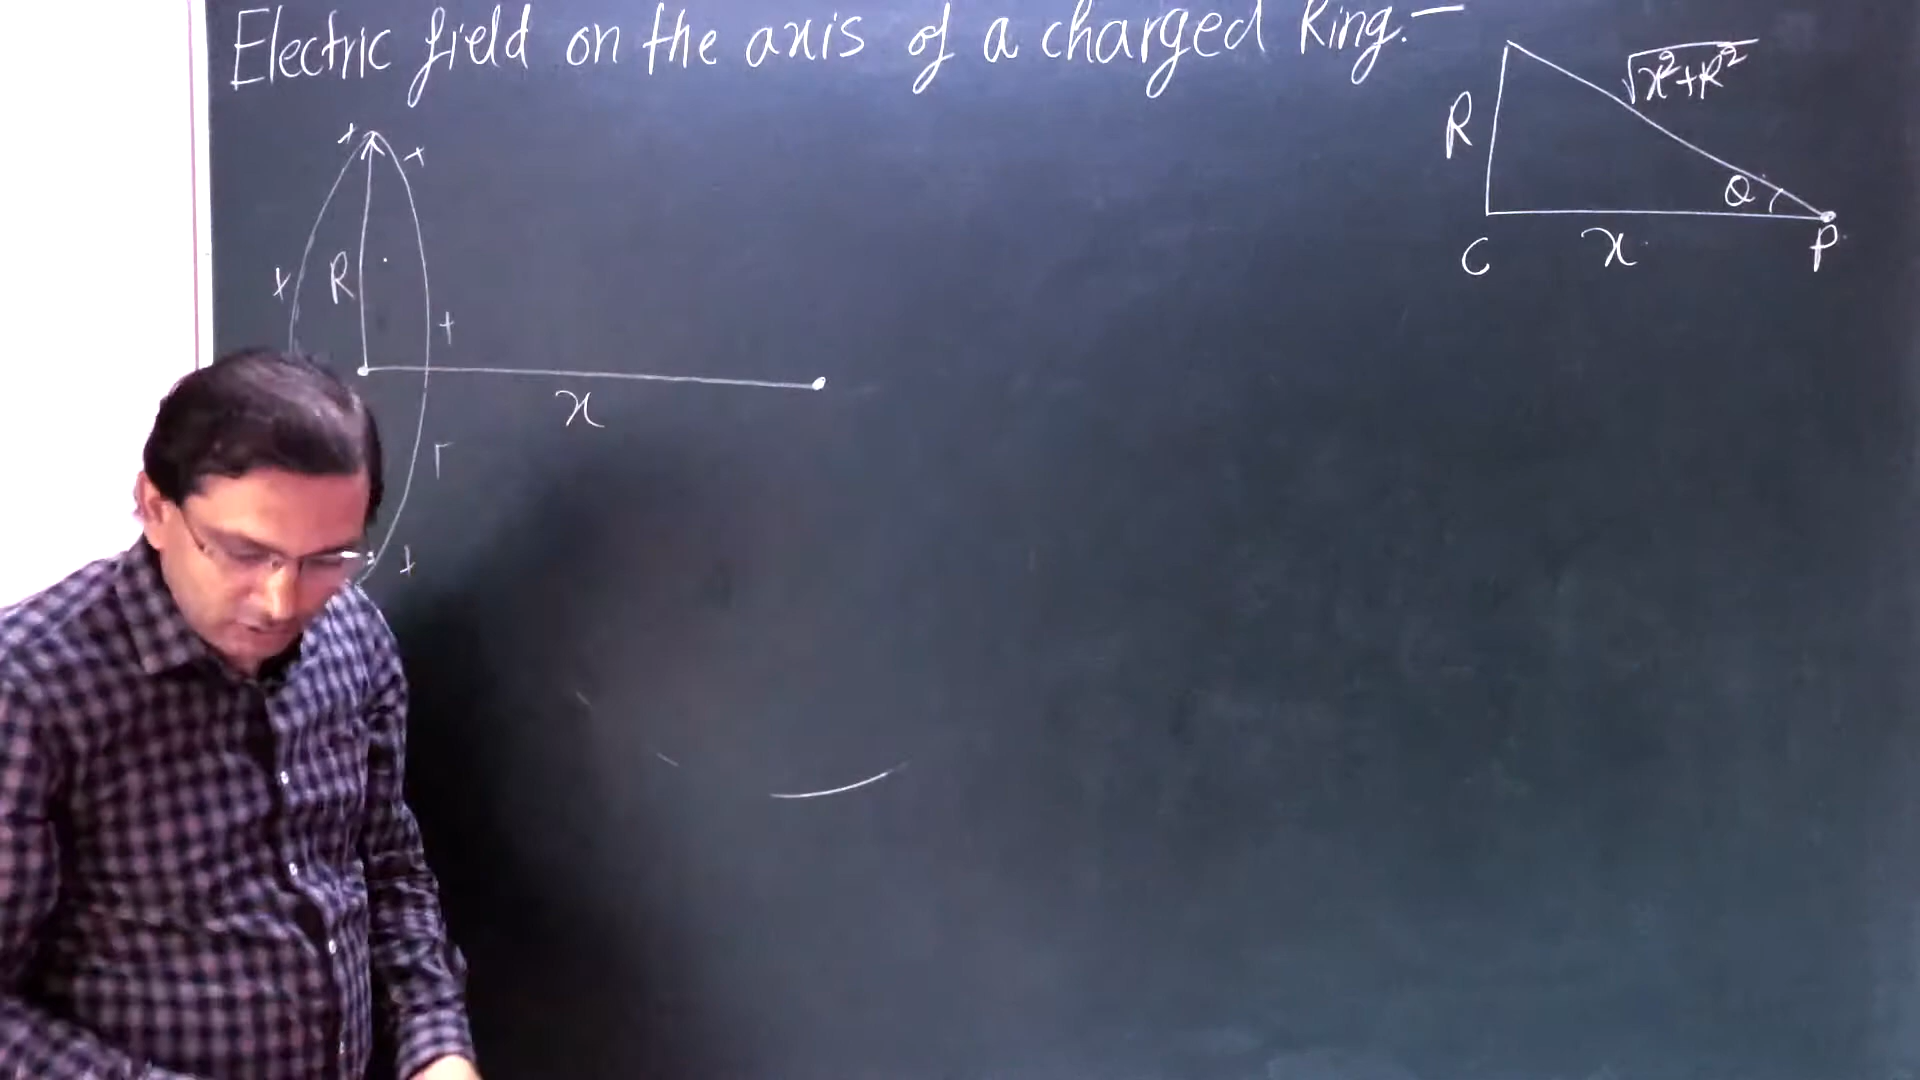 Electric field on the axis of a charged Ring:-
√x²+R²
R
θ
C x P
+ +
+ R
+
x
+